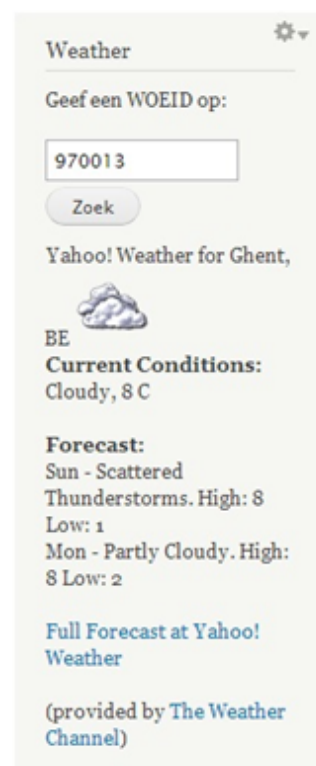 Weather
Geef een WOEID op:
970013
Zoek
Yahoo! Weather for Ghent,
BE
Current Conditions:
Cloudy, 8 C
Forecast:
Sun - Scattered
Thunderstorms. High: 8
Low: 1
Mon - Partly Cloudy. High:
8 Low: 2
Full Forecast at Yahoo!
Weather
(provided by The Weather
Channel)